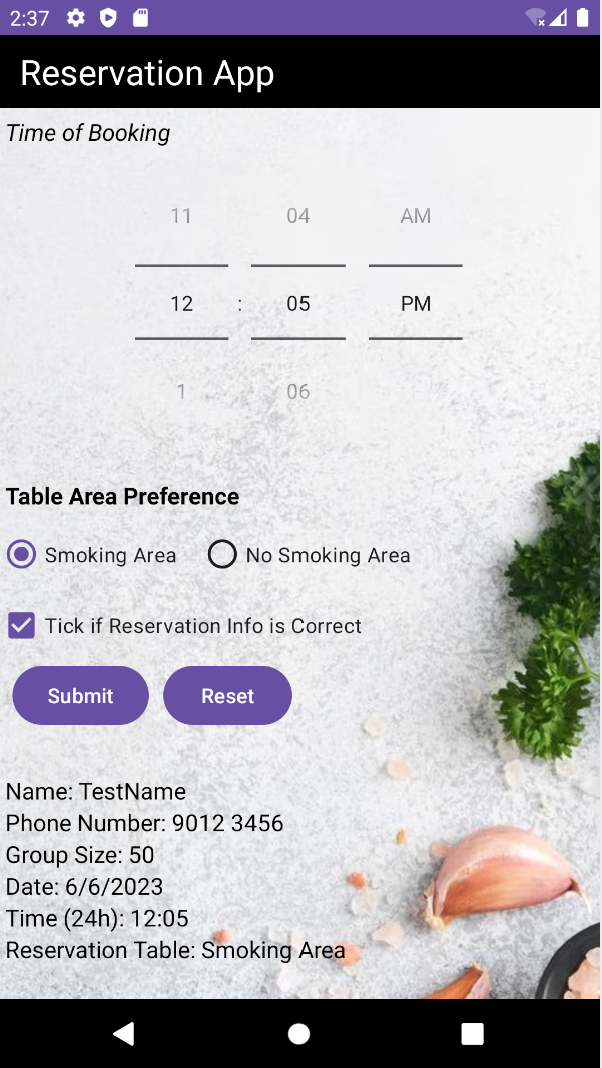 2:37
Reservation App
Time of Booking
11 04 AM
12 : 05 PM
1 06
Table Area Preference
Smoking Area No Smoking Area
Tick if Reservation Info is Correct
Submit Reset
Name: TestName
Phone Number: 9012 3456
Group Size: 50
Date: 6/6/2023
Time (24h): 12:05
Reservation Table: Smoking Area